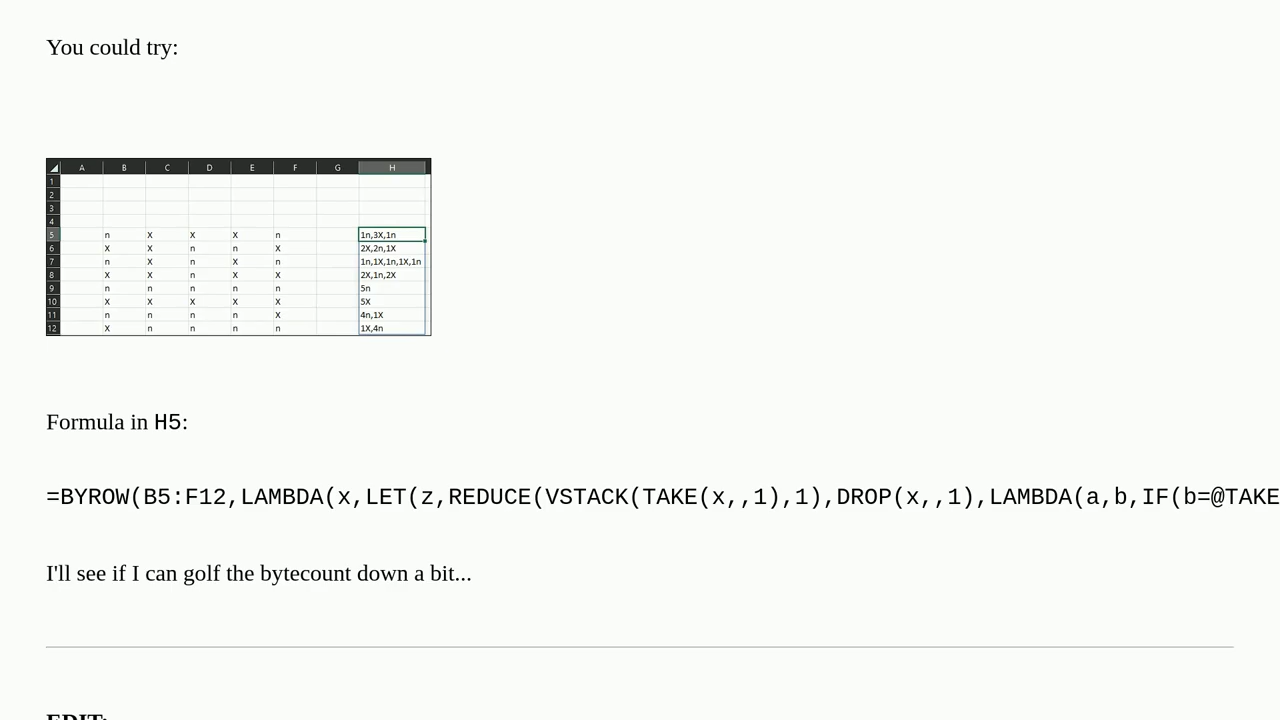 You could try:
A B C D E F G H
1
2
3
4
5 n X X X n 1n,3X,1n
6 X X n n X 2X,2n,1X
7 n X n X n 1n,1X,1n,1X,1n
8 X X n X X 2X,1n,2X
9 n n n n n 5n
10 X X X X X 5X
11 n n n n X 4n,1X
12 X n n n n 1X,4n
Formula in H5:
=BYROW(B5:F12,LAMBDA(x,LET(z,REDUCE(VSTACK(TAKE(x,,1),1),DROP(x,,1),LAMBDA(a,b,IF(b=@TAKE
I'll see if I can golf the bytecount down a bit...
EDIT: